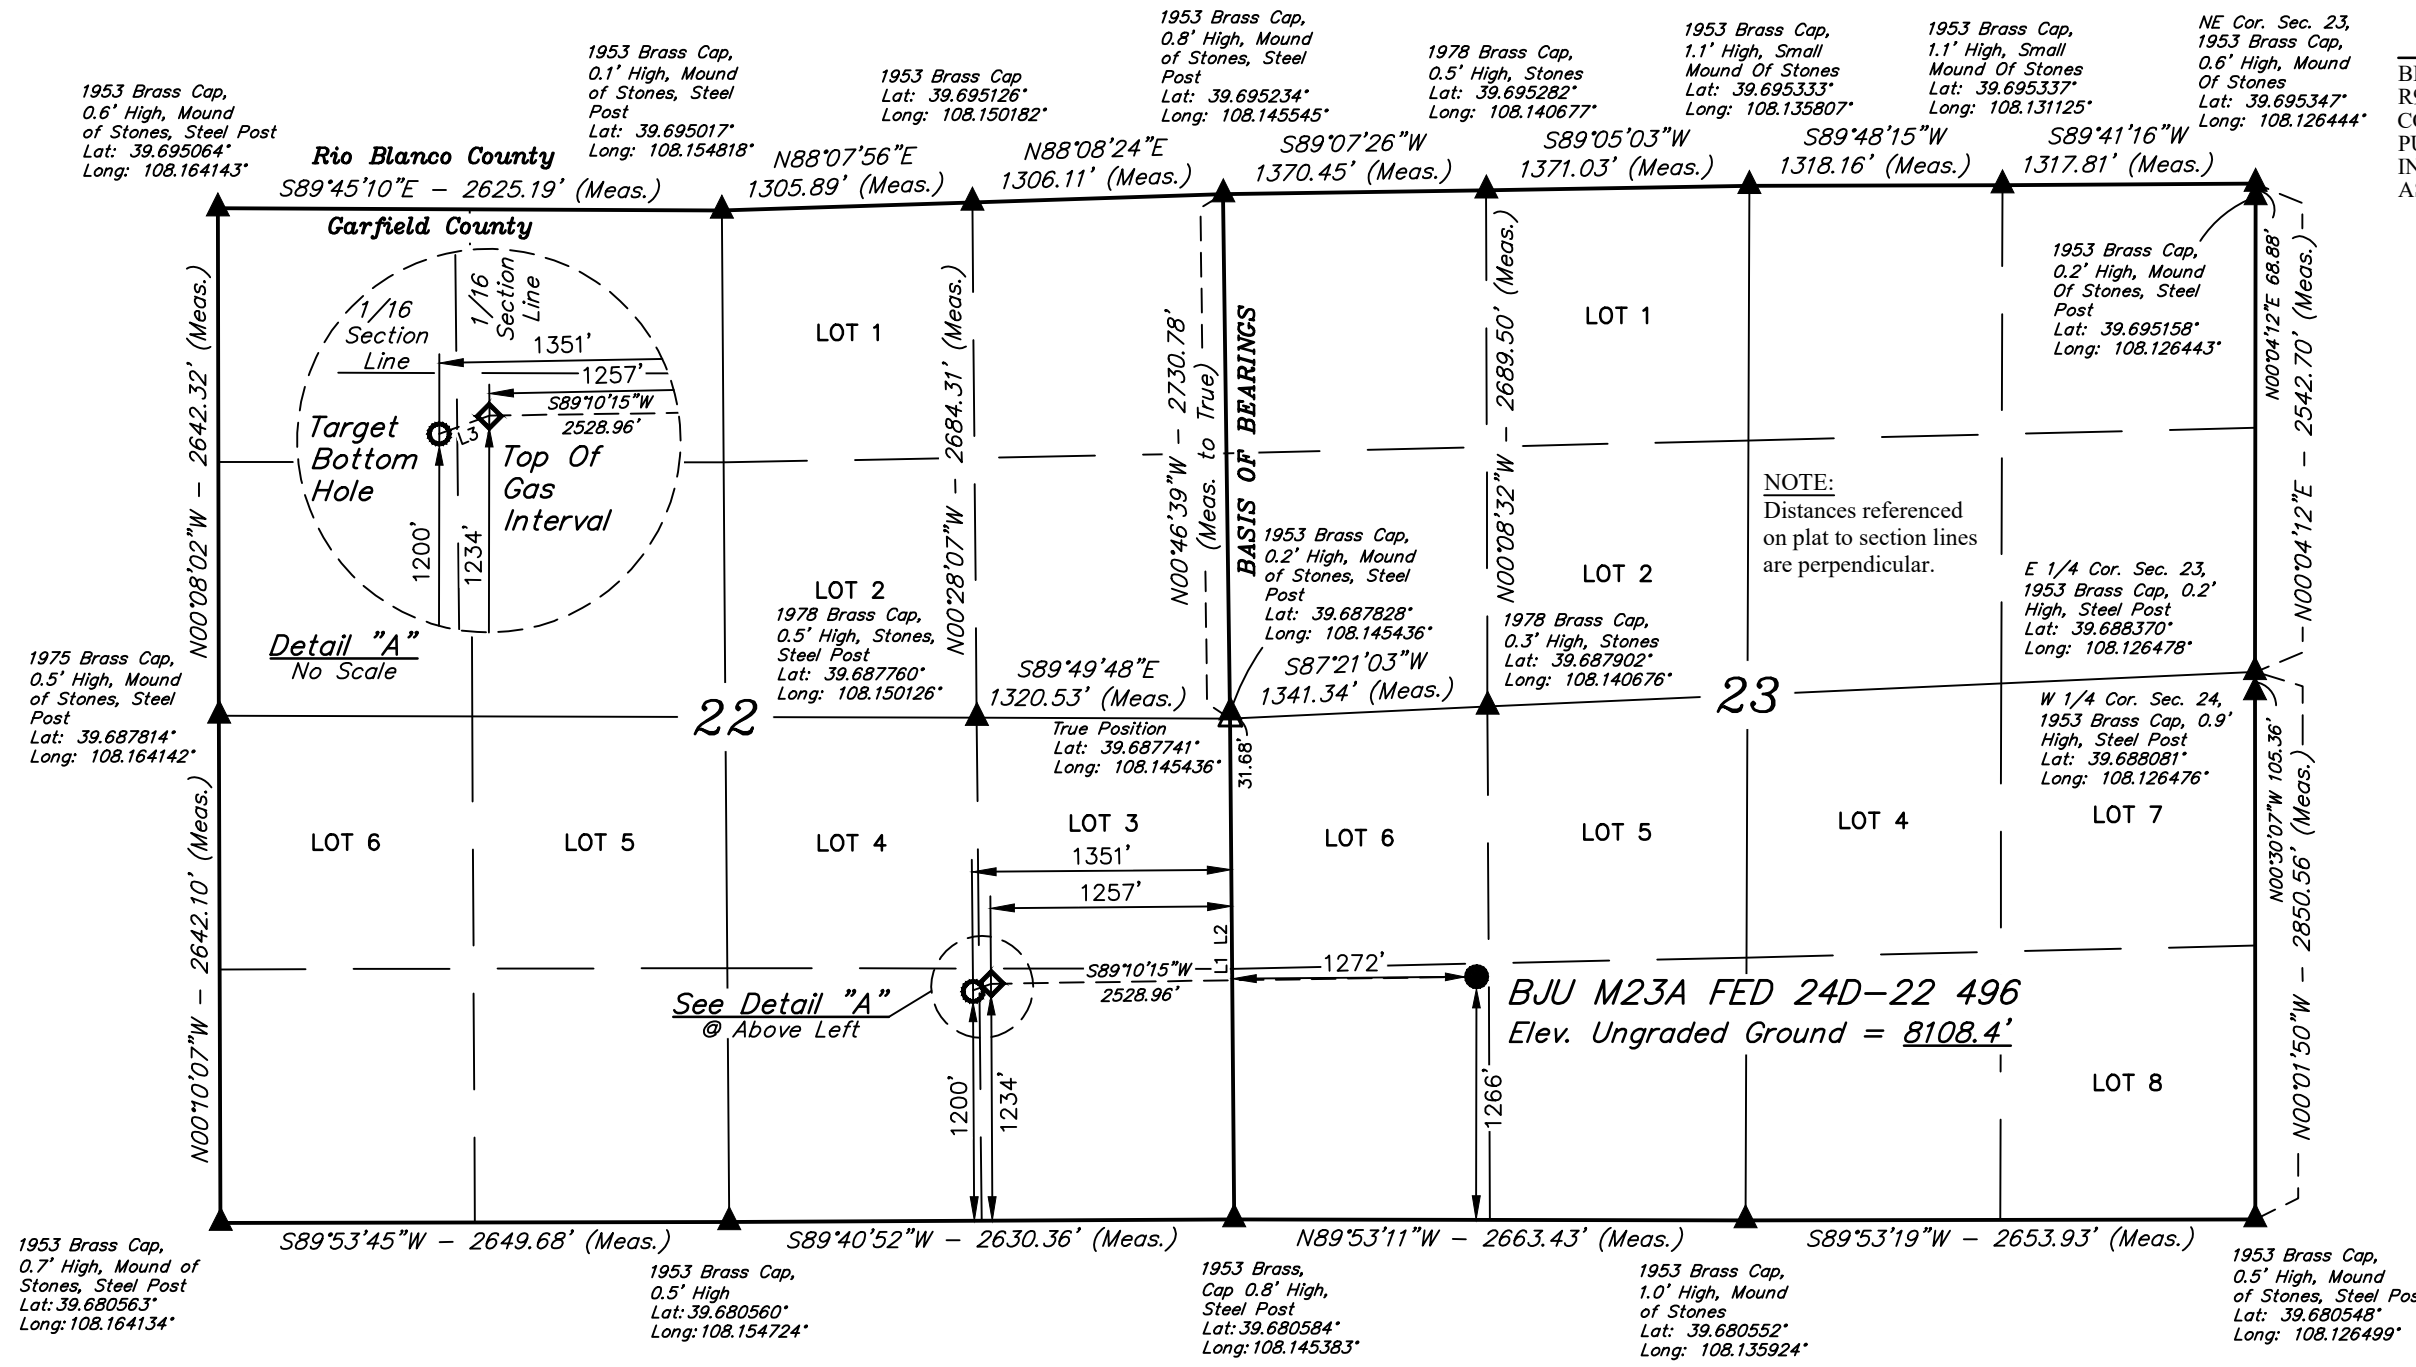 1953 Brass Cap,
0.6' High, Mound
of Stones, Steel Post
Lat: 39.695064°
Long: 108.164143°
1953 Brass Cap,
0.1' High, Mound
of Stones, Steel
Post
Lat: 39.695017°
Long: 108.154818°
1953 Brass Cap
Lat: 39.695126°
Long: 108.150182°
1953 Brass Cap,
0.8' High, Mound
of Stones, Steel
Post
Lat: 39.695234°
Long: 108.145545°
1978 Brass Cap,
0.5' High, Stones
Lat: 39.695282°
Long: 108.140677°
1953 Brass Cap,
1.1' High, Small
Mound Of Stones
Lat: 39.695333°
Long: 108.135807°
1953 Brass Cap,
1.1' High, Small
Mound Of Stones
Lat: 39.695337°
Long: 108.131125°
NE Cor. Sec. 23,
1953 Brass Cap,
0.6' High, Mound
Of Stones
Lat: 39.695347°
Long: 108.126444°
Rio Blanco County
S89°45'10"E – 2625.19' (Meas.)
Garfield County
N88°07'56"E
1305.89' (Meas.)
N88°08'24"E
1306.11' (Meas.)
S89°07'26"W
1370.45' (Meas.)
S89°05'03"W
1371.03' (Meas.)
S89°48'15"W
1318.16' (Meas.)
S89°41'16"W
1317.81' (Meas.)
N00°08'02"W – 2642.32' (Meas.)
1/16
Section
Line
1/16
Section
Line
1351'
1257'
S89°10'15"W
2528.96'
L3
Target
Bottom
Hole
Top Of
Gas
Interval
1200'
1234'
Detail "A"
No Scale
LOT 1
LOT 2
N00°28'07"W – 2684.31' (Meas.)
N00°46'39"W – 2730.78'
(Meas. to True)
BASIS OF BEARINGS
N00°08'32"W – 2689.50' (Meas.)
LOT 1
LOT 2
NOTE:
Distances referenced
on plat to section lines
are perpendicular.
1953 Brass Cap,
0.2' High, Mound
Of Stones, Steel
Post
Lat: 39.695158°
Long: 108.126443°
N00°04'12"E 68.88'
N00°04'12"E – 2542.70' (Meas.)
1975 Brass Cap,
0.5' High, Mound
of Stones, Steel
Post
Lat: 39.687814°
Long: 108.164142°
1978 Brass Cap,
0.5' High, Stones,
Steel Post
Lat: 39.687760°
Long: 108.150126°
S89°49'48"E
1320.53' (Meas.)
1953 Brass Cap,
0.2' High, Mound
of Stones, Steel
Post
Lat: 39.687828°
Long: 108.145436°
S87°21'03"W
1341.34' (Meas.)
1978 Brass Cap,
0.3' High, Stones
Lat: 39.687902°
Long: 108.140676°
E 1/4 Cor. Sec. 23,
1953 Brass Cap, 0.2'
High, Steel Post
Lat: 39.688370°
Long: 108.126478°
22
23
True Position
Lat: 39.687741°
Long: 108.145436°
31.68'
W 1/4 Cor. Sec. 24,
1953 Brass Cap, 0.9'
High, Steel Post
Lat: 39.688081°
Long: 108.126476°
N00°30'07"W 105.36'
N00°01'50"W – 2850.56' (Meas.)
N00°10'07"W – 2642.10' (Meas.)
LOT 6
LOT 5
LOT 4
LOT 3
LOT 6
LOT 5
LOT 4
LOT 7
LOT 8
1351'
1257'
L1 L2
S89°10'15"W
2528.96'
1272'
See Detail "A"
@ Above Left
BJU M23A FED 24D-22 496
Elev. Ungraded Ground = 8108.4'
1200'
1234'
1266'
S89°53'45"W – 2649.68' (Meas.)
S89°40'52"W – 2630.36' (Meas.)
N89°53'11"W – 2663.43' (Meas.)
S89°53'19"W – 2653.93' (Meas.)
1953 Brass Cap,
0.7' High, Mound of
Stones, Steel Post
Lat: 39.680563°
Long: 108.164134°
1953 Brass Cap,
0.5' High
Lat: 39.680560°
Long: 108.154724°
1953 Brass,
Cap 0.8' High,
Steel Post
Lat: 39.680584°
Long: 108.145383°
1953 Brass Cap,
1.0' High, Mound
of Stones
Lat: 39.680552°
Long: 108.135924°
1953 Brass Cap,
0.5' High, Mound
of Stones, Steel
Lat: 39.680548°
Long: 108.126499°